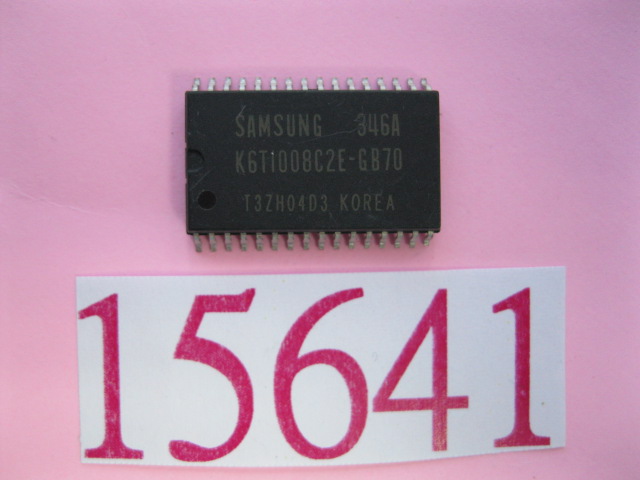 SAMSUNG 346A
K6T1008C2E-GB70
T3ZH04D3 KOREA
15641